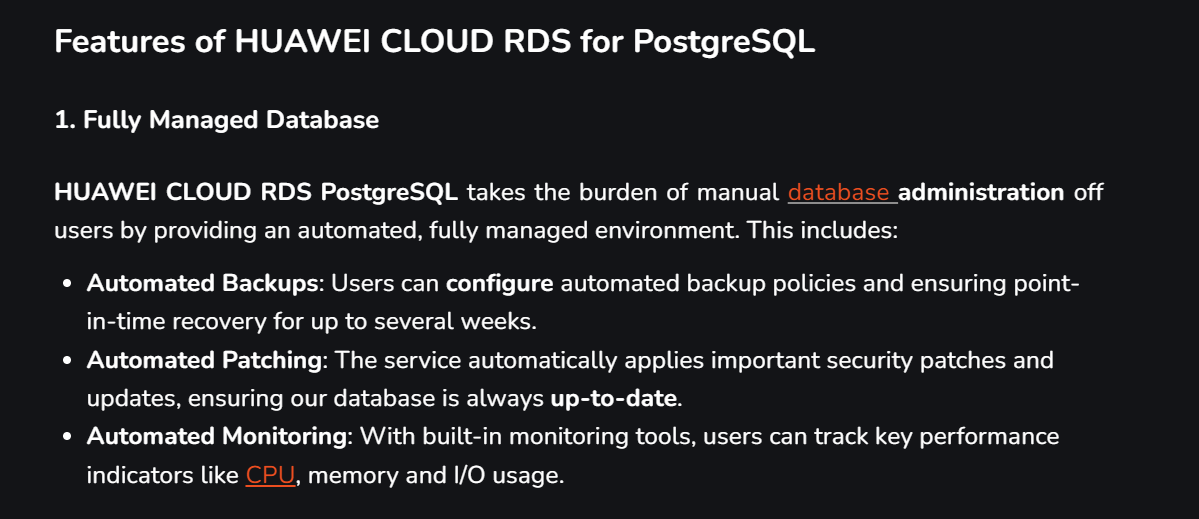 Features of HUAWEI CLOUD RDS for PostgreSQL
1. Fully Managed Database
HUAWEI CLOUD RDS PostgreSQL takes the burden of manual database administration off
users by providing an automated, fully managed environment. This includes:
• Automated Backups: Users can configure automated backup policies and ensuring point-
in-time recovery for up to several weeks.
• Automated Patching: The service automatically applies important security patches and
updates, ensuring our database is always up-to-date.
• Automated Monitoring: With built-in monitoring tools, users can track key performance
indicators like CPU, memory and I/O usage.